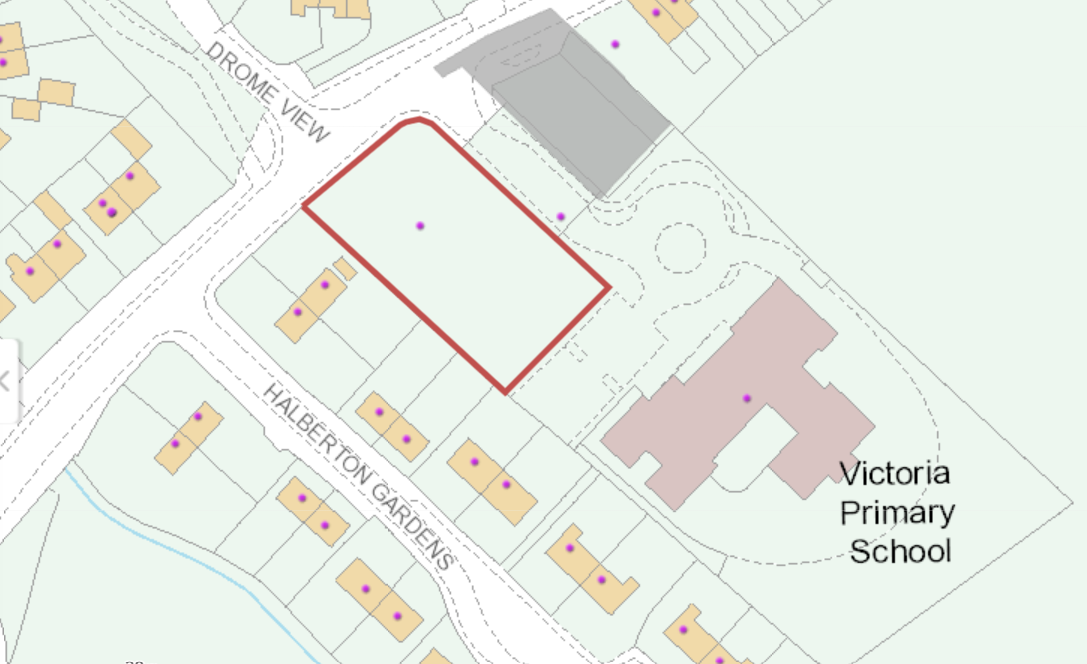 DROME VIEW
HALBERTON GARDENS
Victoria
Primary
School